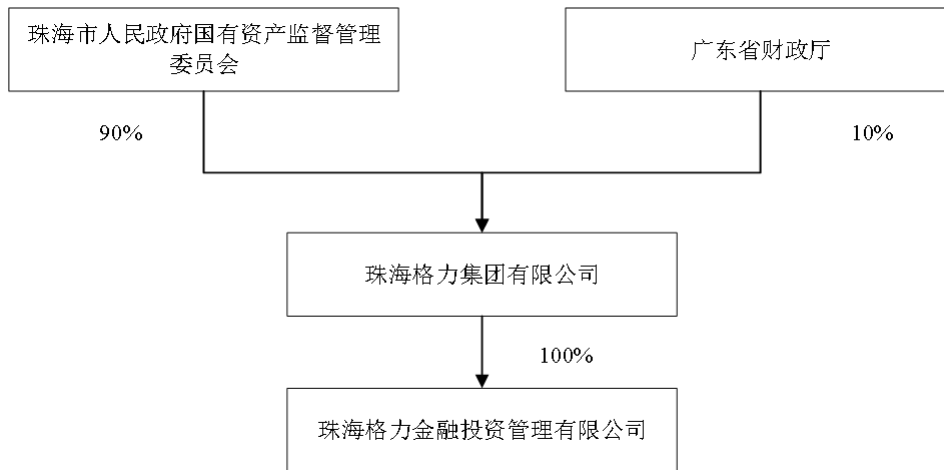 珠海市人民政府国有资产监督管理
委员会
广东省财政厅
90%
10%
珠海格力集团有限公司
100%
珠海格力金融投资管理有限公司